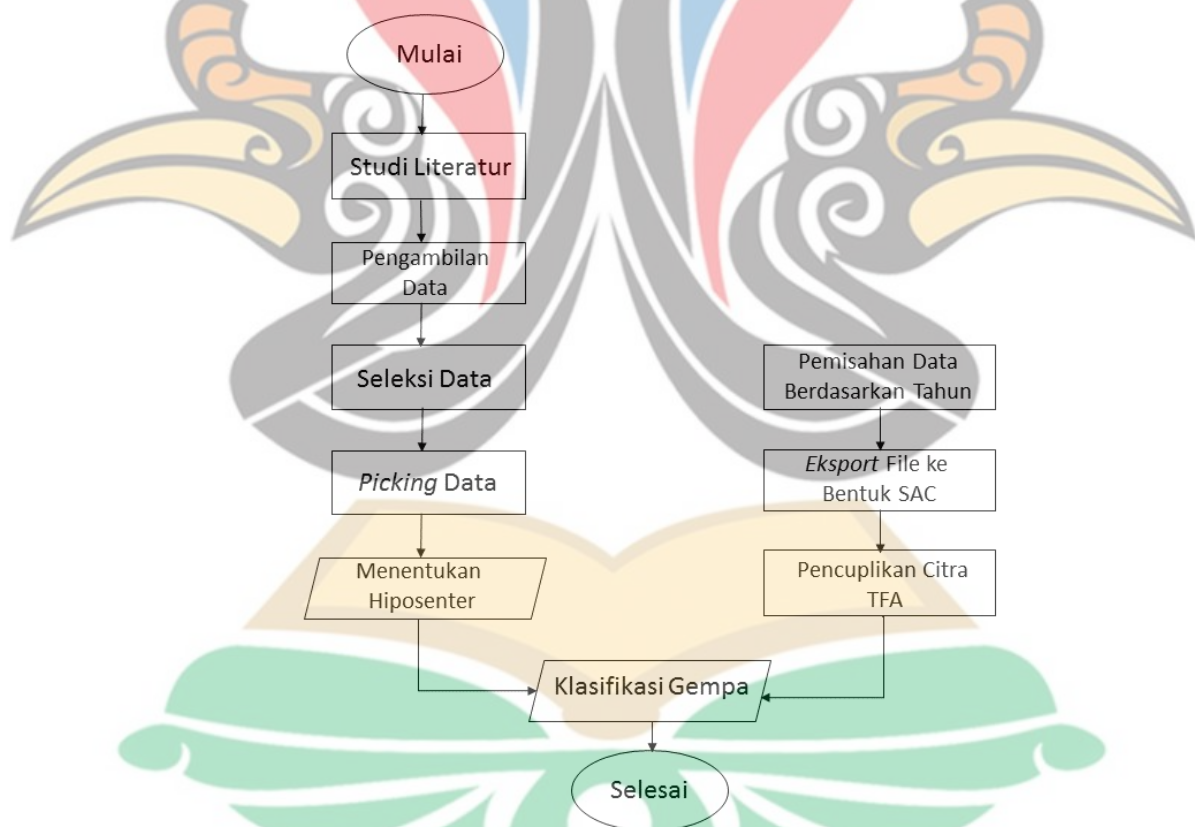 Mulai
Studi Literatur
Pengambilan
Data
Seleksi Data
Picking Data
Menentukan
Hiposenter
Pemisahan Data
Berdasarkan Tahun
Eksport File ke
Bentuk SAC
Pencuplikan Citra
TFA
Klasifikasi Gempa
Selesai